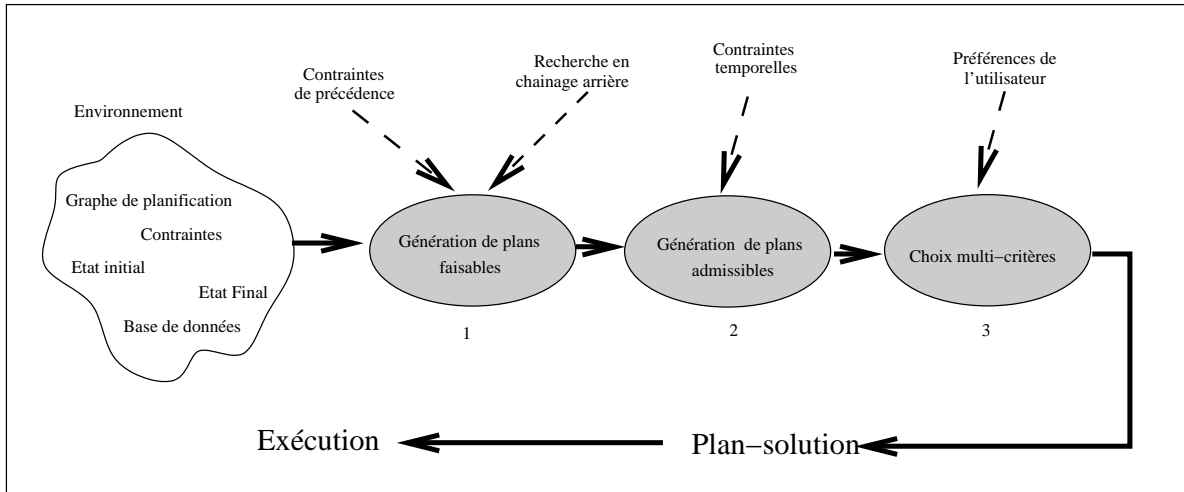 Contraintes
de précédence
Recherche en
chainage arrière
Contraintes
temporelles
Préférences de
l'utilisateur
Environnement
Graphe de planification
Contraintes
Etat initial
Etat Final
Base de données
Génération de plans
faisables
1
Génération de plans
admissibles
2
Choix multi−critères
3
Plan−solution
Exécution